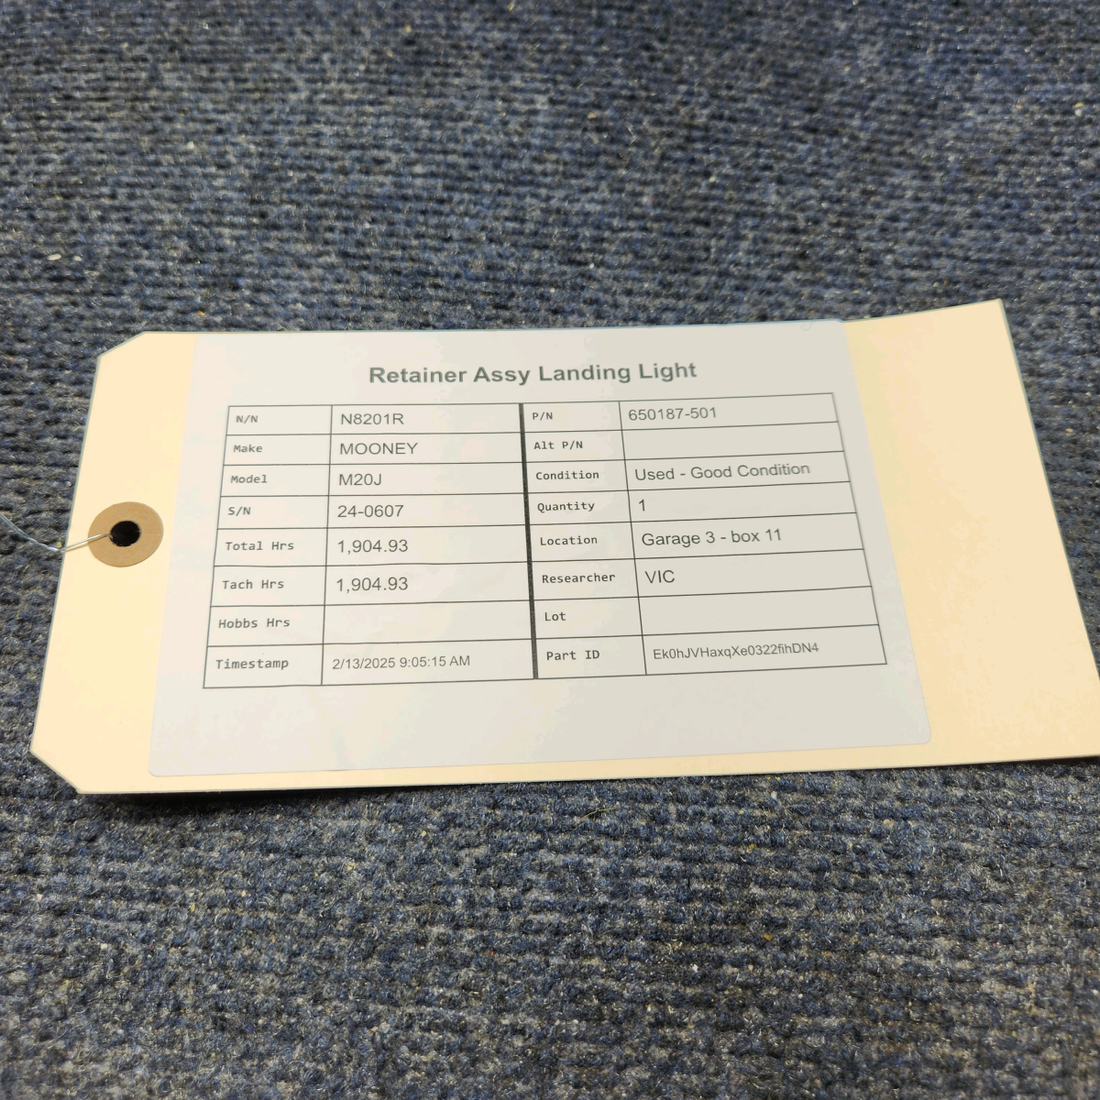 Retainer Assy Landing Light
N/N N8201R P/N 650187-501
Make MOONEY Alt P/N
Model M20J Condition Used - Good Condition
S/N 24-0607 Quantity 1
Total Hrs 1,904.93 Location Garage 3 - box 11
Tach Hrs 1,904.93 Researcher VIC
Hobbs Hrs Lot
Timestamp 2/13/2025 9:05:15 AM Part ID Ek0hJVHaxqXe0322fihDN4